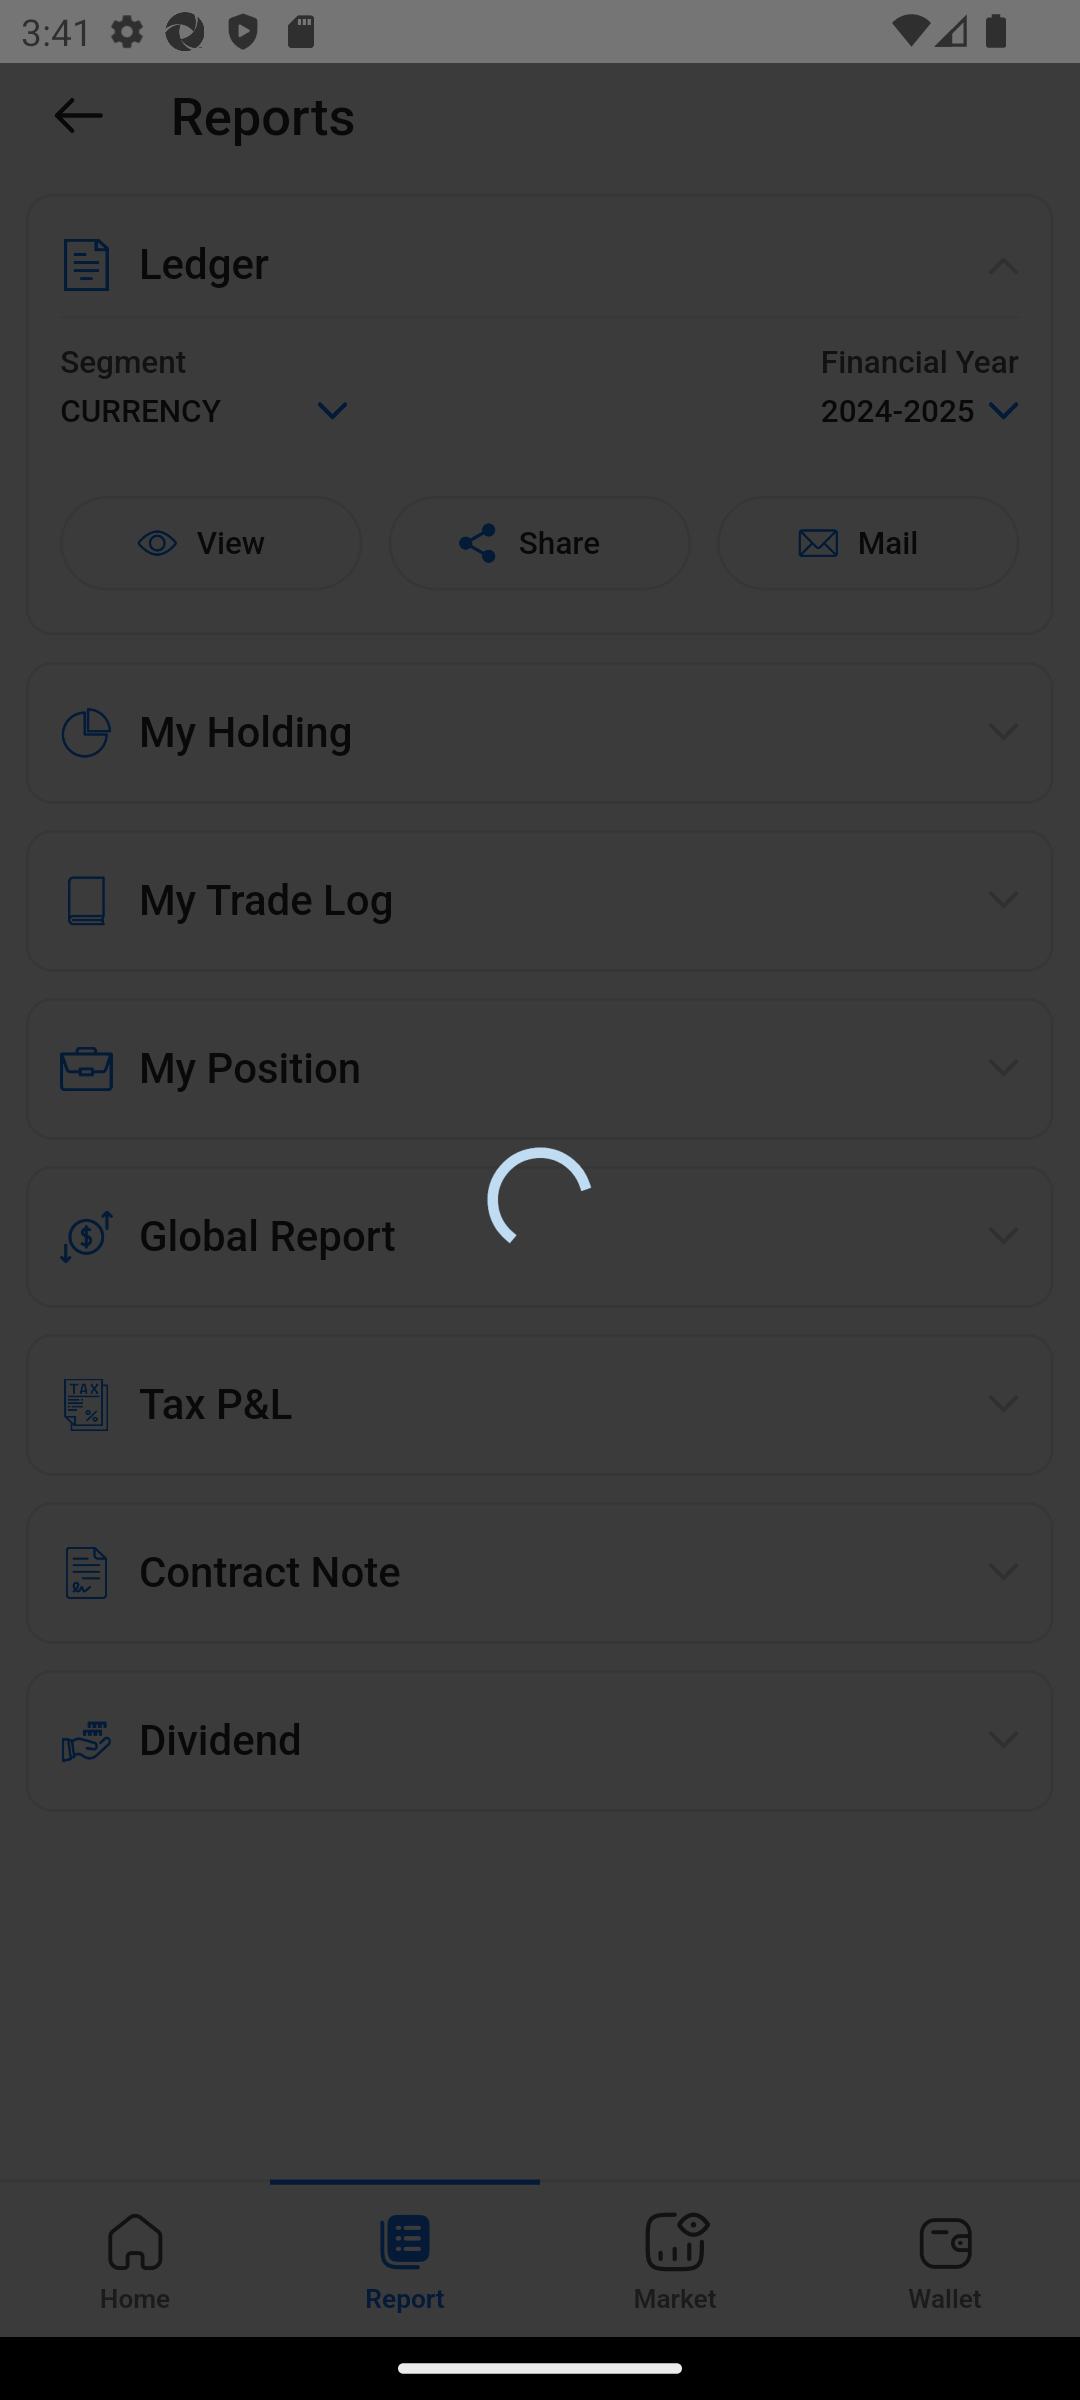 3:41
Reports
Ledger
Segment
Financial Year
CURRENCY
2024-2025
View
Share
Mail
My Holding
My Trade Log
My Position
Global Report
TAX
Tax P&L
Contract Note
Dividend
Home
Report
Market
Wallet